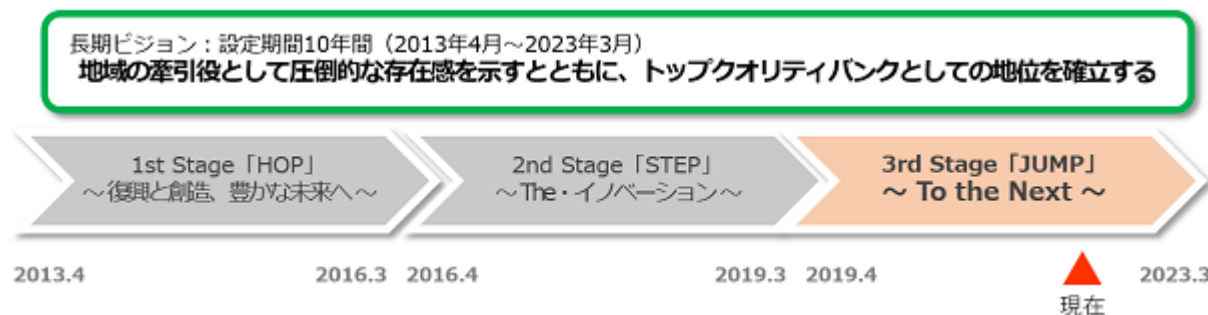 長期ビジョン：設定期間10年間（2013年4月～2023年3月）
地域の牽引役として圧倒的な存在感を示すとともに、トップクオリティバンクとしての地位を確立する
1st Stage「HOP」
～復興と創造、豊かな未来へ～
2nd Stage「STEP」
～The・イノベーション～
3rd Stage「JUMP」
～ To the Next ～
2013.4
2016.3
2016.4
2019.3
2019.4
2023.3
現在